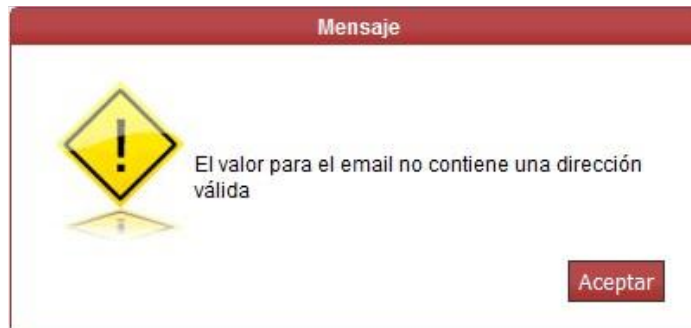 Mensaje
El valor para el email no contiene una dirección
válida
Aceptar